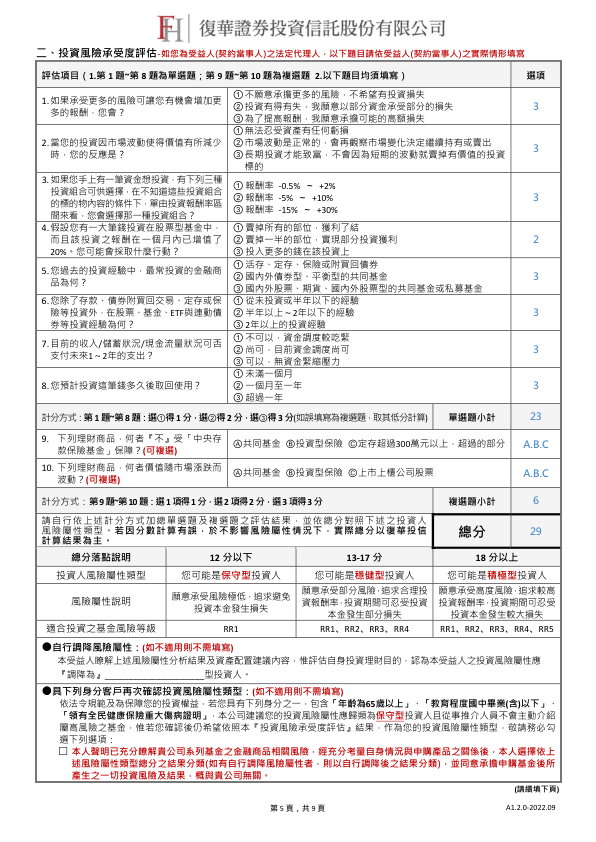 FH 復華證券投資信託股份有限公司
二、投資風險承受度評估-如您為受益人(契約當事人)之法定代理人，以下題目請依受益人(契約當事人)之實際情形填寫
評估項目（1.第 1 題~第 8 題為單選題；第 9 題~第 10 題為複選題 2.以下題目均須填寫）
選項
1.如果承受更多的風險可讓您有機會增加更
多的報酬，您會？
①不願意承擔更多的風險，不希望有投資損失
②投資有得有失，我願意以部分資金承受部分的損失
③為了提高報酬，我願意承擔可能的高額損失
3
2.當您的投資因市場波動使得價值有所減少
時，您的反應是？
①無法忍受資產有任何虧損
②市場波動是正常的，會再觀察市場變化決定繼續持有或賣出
③長期投資才能致富，不會因為短期的波動就賣掉有價值的投資
標的
3
3.如果您手上有一筆資金想投資，有下列三種
投資組合可供選擇，在不知道這些投資組合
的標的物內容的條件下，單由投資報酬率區
間來看，您會選擇那一種投資組合？
① 報酬率 -0.5% ～ +2%
② 報酬率 -5% ～ +10%
③ 報酬率 -15% ～ +30%
3
4.假設您有一大筆錢投資在股票型基金中，
而且該投資之報酬在一個月內已增值了
20%。您可能會採取什麼行動？
① 賣掉所有的部位，獲利了結
② 賣掉一半的部位，實現部分投資獲利
③ 投入更多的錢在該投資上
2
5.您過去的投資經驗中，最常投資的金融商
品為何？
① 活存、定存、保險或附買回債券
② 國內外債券型、平衡型的共同基金
③ 國內外股票、期貨、國內外股票型的共同基金或私募基金
3
6.您除了存款、債券附買回交易、定存或保
險等投資外，在股票、基金、ETF與連動債
券等投資經驗為何？
① 從未投資或半年以下的經驗
② 半年以上～2年以下的經驗
③ 2年以上的投資經驗
3
7.目前的收入/儲蓄狀況/現金流量狀況可否
支付未來1～2年的支出？
① 不可以，資金調度較吃緊
② 尚可，目前資金調度尚可
③ 可以，無資金緊縮壓力
3
8.您預計投資這筆錢多久後取回使用？
① 未滿一個月
② 一個月至一年
③ 超過一年
3
計分方式：第1題~第8題：選①得1分，選②得2分，選③得3分(如誤填寫為複選題，取其低分計算)
單選題小計
23
9. 下列理財商品，何者『不』受「中央存
款保險基金」保障？(可複選)
Ⓐ共同基金 Ⓑ投資型保險 Ⓒ定存超過300萬元以上，超過的部分
A.B.C
10. 下列理財商品，何者價值隨市場漲跌而
波動？(可複選)
Ⓐ共同基金 Ⓑ投資型保險 Ⓒ上市上櫃公司股票
A.B.C
計分方式：第9題~第10題：選1項得1分，選2項得2分，選3項得3分
複選題小計
6
請自行依上述計分方式加總單選題及複選題之評估結果，並依總分對照下述之投資人
風險屬性類型。若因分數計算有誤，於不影響風險屬性情況下，實際總分以復華投信
計算結果為主。
總分
29
總分落點說明
12 分以下
13-17 分
18 分以上
投資人風險屬性類型
您可能是保守型投資人
您可能是穩健型投資人
您可能是積極型投資人
風險屬性說明
願意承受風險極低，追求避免
投資本金發生損失
願意承受部分風險，追求合理投
資報酬率，投資期間可忍受投資
本金發生部分損失
願意承受高度風險，追求較高
投資報酬率，投資期間可忍受
投資本金發生較大損失
適合投資之基金風險等級
RR1
RR1、RR2、RR3、RR4
RR1、RR2、RR3、RR4、RR5
●自行調降風險屬性：(如不適用則不需填寫)
本受益人瞭解上述風險屬性分析結果及資產配置建議內容，惟評估自身投資理財目的，認為本受益人之投資風險屬性應
『調降為』____________________型投資人。
●具下列身分客戶再次確認投資風險屬性類型：(如不適用則不需填寫)
依法令規範及為保障您的投資權益，若您具有下列身分之一，包含「年齡為65歲以上」、「教育程度國中畢業(含)以下」、
「領有全民健康保險重大傷病證明」，本公司建議您的投資風險屬性應歸類為保守型投資人且從事推介人員不會主動介紹
屬高風險之基金，惟若您確認後仍希望依照本『投資風險承受度評估』結果，作為您的投資風險屬性類型，敬請務必勾
選下列選項：
□ 本人聲明已充分瞭解貴公司系列基金之金融商品相關風險，經充分考量自身情況與申購產品之關係後，本人選擇依上
述風險屬性類型總分之結果分類(如有自行調降風險屬性者，則以自行調降後之結果分類)，並同意承擔申購基金後所
產生之一切投資風險及結果，概與貴公司無關。
(請續填下頁)
第 5 頁，共 9 頁
A1.2.0-2022.09